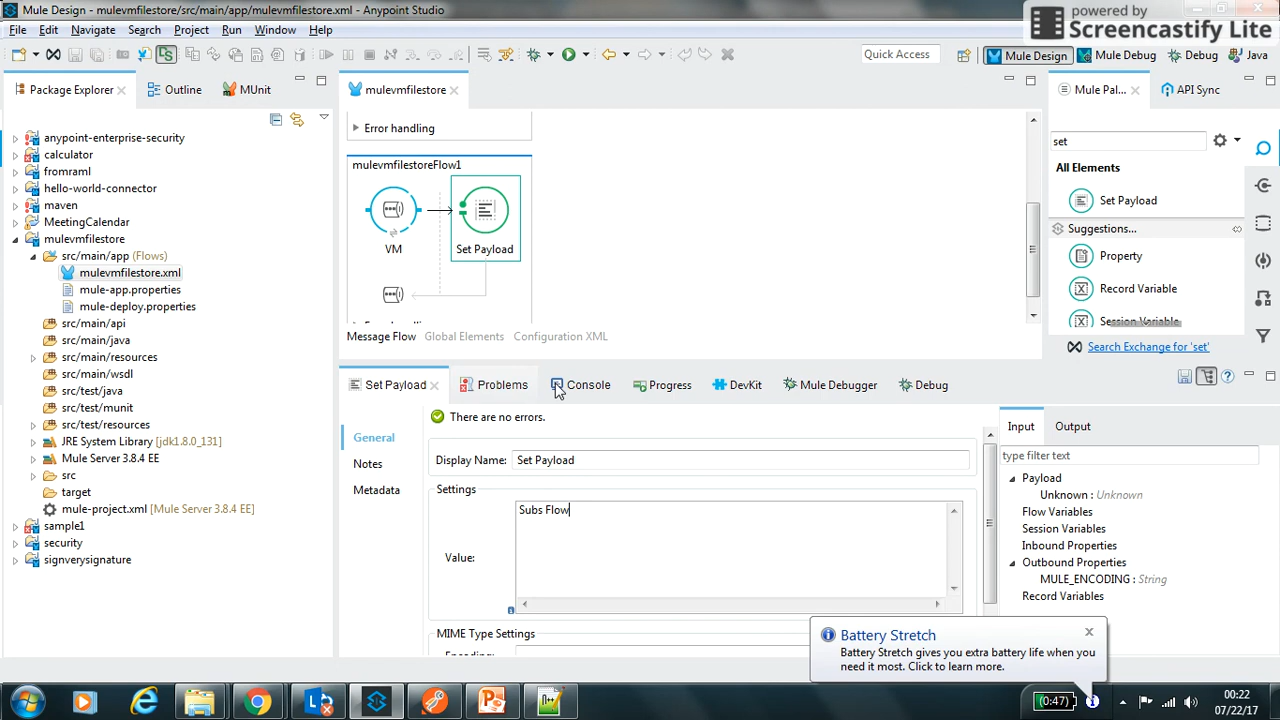 Mule Design - mulevmfilestore/src/main/app/mulevmfilestore.xml - Anypoint Studio
powered by
Screencastify Lite
File Edit Navigate Search Project Run Window Help
Quick Access
Mule Design
Mule Debug
Debug
Java
Package Explorer
Outline
MUnit
anypoint-enterprise-security
calculator
fromraml
hello-world-connector
maven
MeetingCalendar
mulevmfilestore
src/main/app (Flows)
mulevmfilestore.xml
mule-app.properties
mule-deploy.properties
src/main/api
src/main/java
src/main/resources
src/main/wsdl
src/test/java
src/test/munit
src/test/resources
JRE System Library [jdk1.8.0_131]
Mule Server 3.8.4 EE
src
target
mule-project.xml [Mule Server 3.8.4 EE]
sample1
security
signverysignature
mulevmfilestore
Error handling
mulevmfilestoreFlow1
VM
Set Payload
Message Flow Global Elements Configuration XML
Mule Pal...
API Sync
set
All Elements
Set Payload
Suggestions...
Property
Record Variable
Session Variable
Search Exchange for 'set'
Set Payload
Problems
Console
Progress
DevKit
Mule Debugger
Debug
There are no errors.
General
Notes
Metadata
Display Name: Set Payload
Settings
Subs Flow
Value:
MIME Type Settings
Input
Output
type filter text
Payload
Unknown : Unknown
Flow Variables
Session Variables
Inbound Properties
Outbound Properties
MULE_ENCODING : String
Record Variables
Battery Stretch
Battery Stretch gives you extra battery life when you
need it most. Click to learn more.
(0:47)
00:22
07/22/17